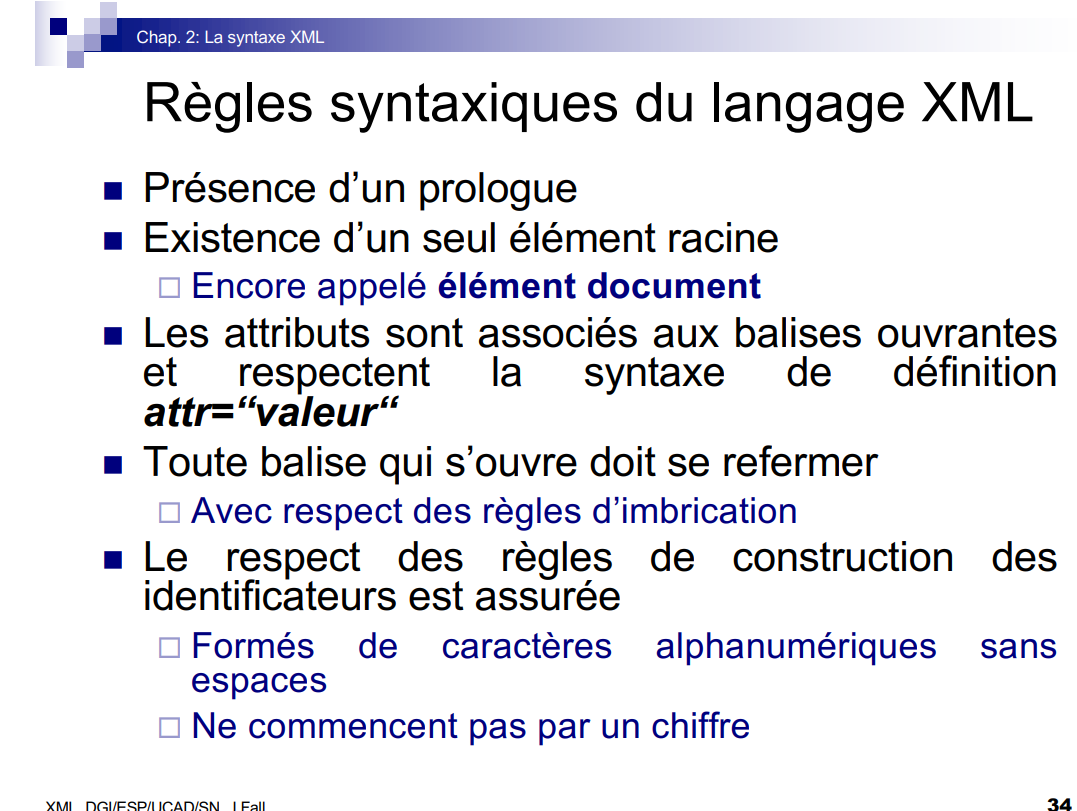 Chap. 2: La syntaxe XML
Règles syntaxiques du langage XML
Présence d’un prologue
Existence d’un seul élément racine
Encore appelé élément document
Les attributs sont associés aux balises ouvrantes
et respectent la syntaxe de définition
attr=“valeur“
Toute balise qui s’ouvre doit se refermer
Avec respect des règles d’imbrication
Le respect des règles de construction des
identificateurs est assurée
Formés de caractères alphanumériques sans
espaces
Ne commencent pas par un chiffre
XML, DGI/ESP/UCAD/SN, I.Fall
34